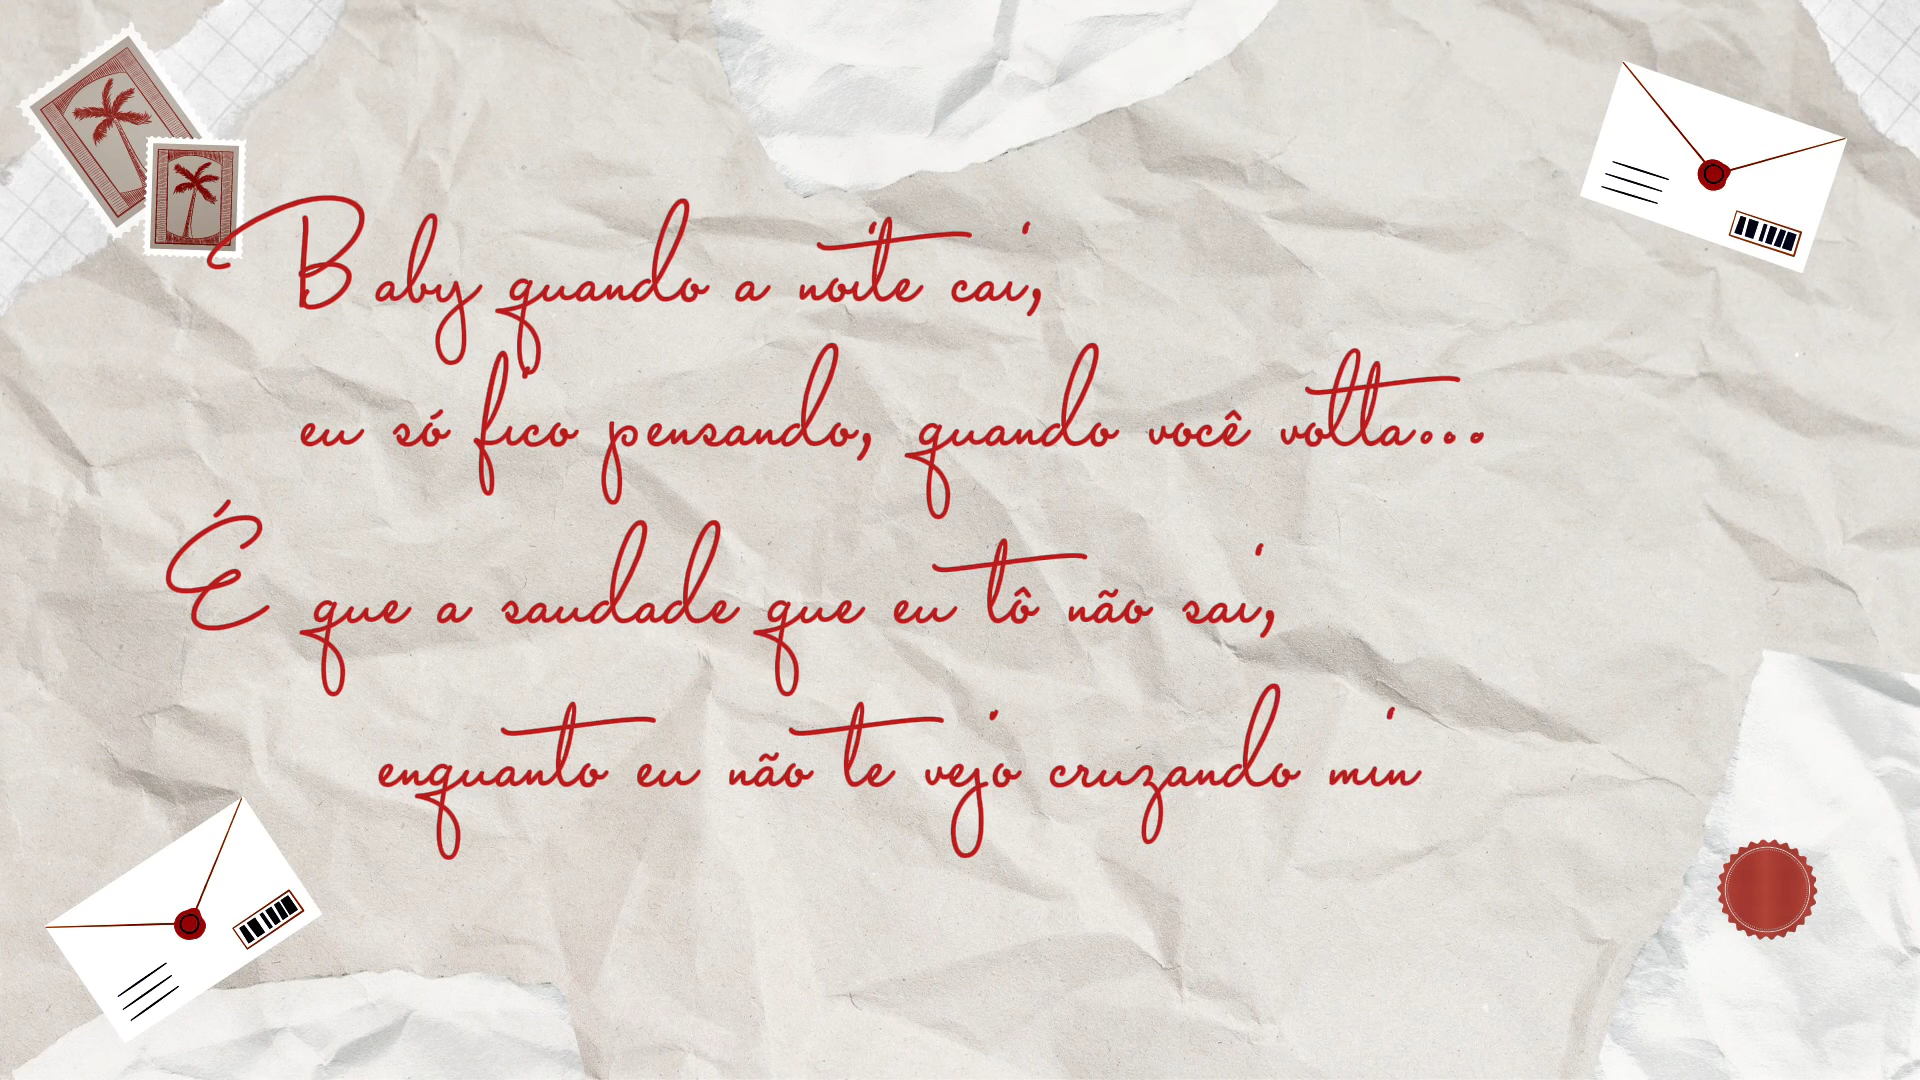 Baby quando a noite cai,
eu só fico pensando, quando você volta...
É que a saudade que eu tô não sai,
enquanto eu não te vejo cruzando min